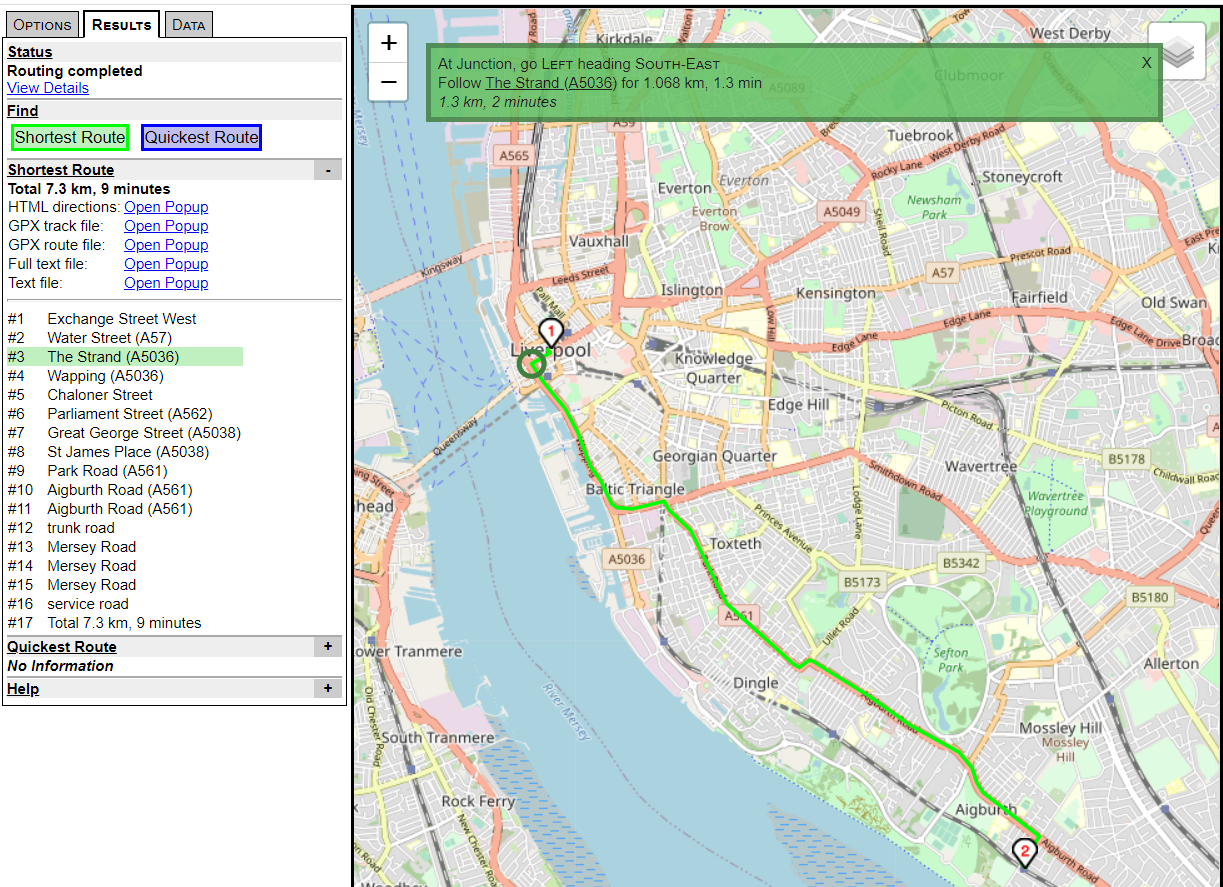 OPTIONS
RESULTS
DATA
Status
Routing completed
View Details
Find
Shortest Route
Quickest Route
Shortest Route -
Total 7.3 km, 9 minutes
HTML directions: Open Popup
GPX track file: Open Popup
GPX route file: Open Popup
Full text file: Open Popup
Text file: Open Popup
#1 Exchange Street West
#2 Water Street (A57)
#3 The Strand (A5036)
#4 Wapping (A5036)
#5 Chaloner Street
#6 Parliament Street (A562)
#7 Great George Street (A5038)
#8 St James Place (A5038)
#9 Park Road (A561)
#10 Aigburth Road (A561)
#11 Aigburth Road (A561)
#12 trunk road
#13 Mersey Road
#14 Mersey Road
#15 Mersey Road
#16 service road
#17 Total 7.3 km, 9 minutes
Quickest Route +
No Information
Help +
+
−
At Junction, go LEFT heading SOUTH-EAST
Follow The Strand (A5036) for 1.068 km, 1.3 min
1.3 km, 2 minutes
X
Kirkdale
West Derby
Clubmoor
A5089
A59
Tuebrook
West Derby Road
A565
Rocky Lane
Stoneycroft
Everton
Everton
Newsham
Park
Everton
Brow
A5049
Sheil Road
Vauxhall
Prescot Road
Kingsway
Leeds Street
A57
Islington
Kensington
Fairfield
Old Swan
Pall Mall
Low Hill
Edge Lane
Edge Lane
Edge Lane Drive
1
Liverpool
Knowledge
Quarter
Edge Hill
Picton Road
Queensway
Wapping
Georgian Quarter
Smithdown Road
Wavertree
B5178
Childwall Road
Baltic Triangle
Lodge Lane
Wavertree
Playground
Princes Avenue
Toxteth
A5036
B5342
B5173
B5180
A561
Ullet Road
Sefton
Park
Allerton
Dingle
River Mersey
Old Chester Road
South Tranmere
Aigburth Road
Mossley Hill
Mossley
Hill
Rock Ferry
New Chester Road
Aigburth
2
Aigburth Road